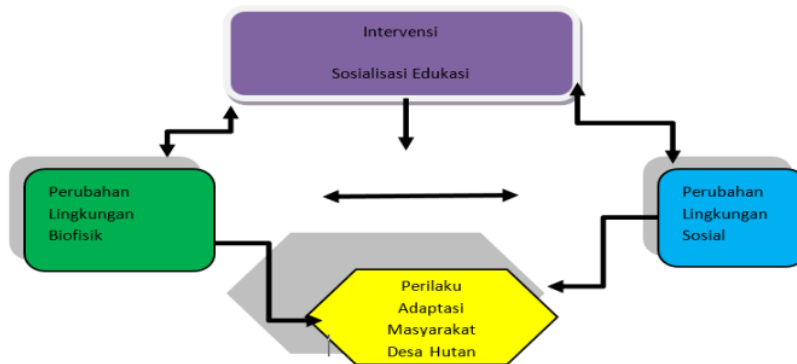 Intervensi
Sosialisasi Edukasi
Perubahan
Lingkungan
Biofisik
Perubahan
Lingkungan
Sosial
Perilaku
Adaptasi
Masyarakat
Desa Hutan